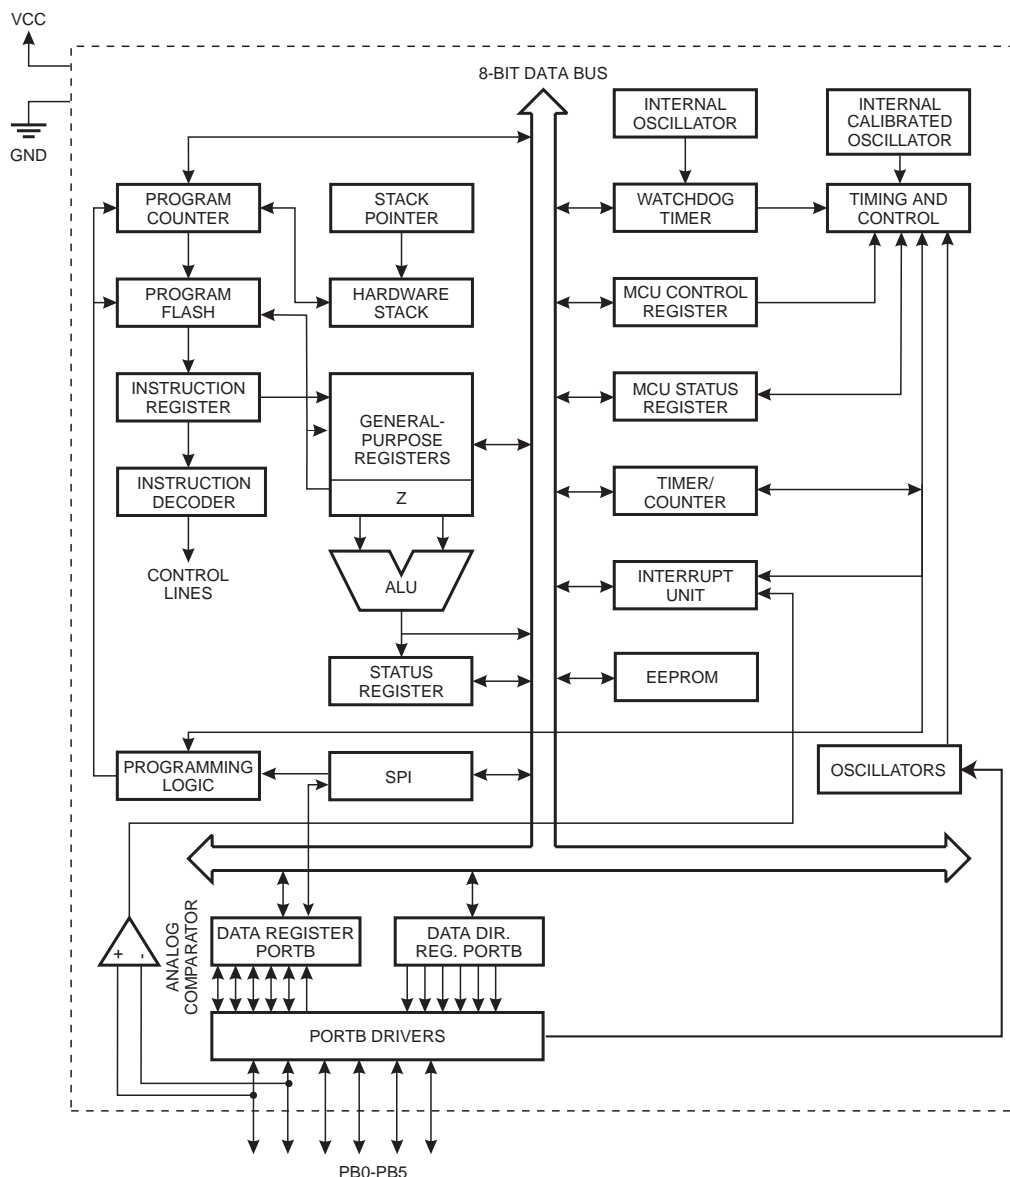 VCC
GND
8-BIT DATA BUS
INTERNAL
OSCILLATOR
INTERNAL
CALIBRATED
OSCILLATOR
PROGRAM
COUNTER
STACK
POINTER
WATCHDOG
TIMER
TIMING AND
CONTROL
PROGRAM
FLASH
HARDWARE
STACK
MCU CONTROL
REGISTER
INSTRUCTION
REGISTER
GENERAL-
PURPOSE
REGISTERS
Z
MCU STATUS
REGISTER
INSTRUCTION
DECODER
TIMER/
COUNTER
CONTROL
LINES
ALU
INTERRUPT
UNIT
STATUS
REGISTER
EEPROM
PROGRAMMING
LOGIC
SPI
OSCILLATORS
ANALOG
COMPARATOR
+
-
DATA REGISTER
PORTB
DATA DIR.
REG. PORTB
PORTB DRIVERS
PB0-PB5